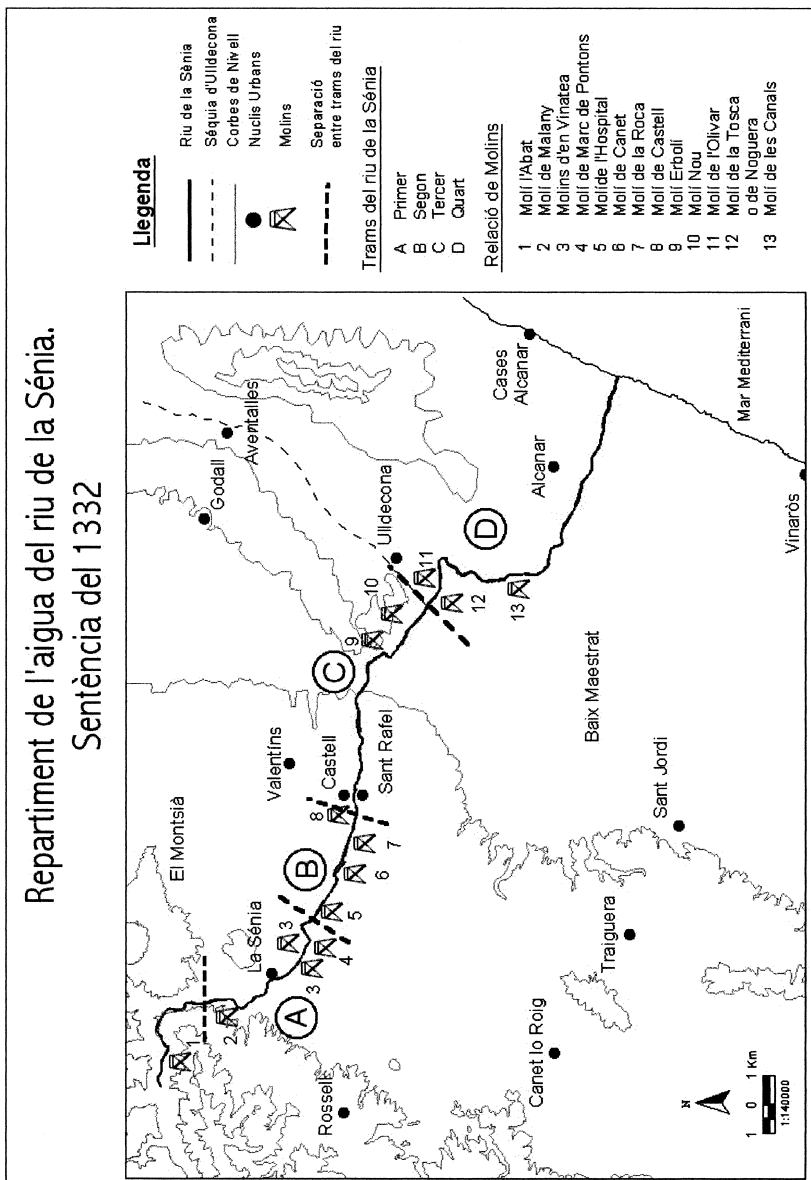 Repartiment de l'aigua del riu de la Sénia.
Sentència del 1332
El Montsià
Godall
Aventalles
Valentíns
La Sénia
Castell
Sant Rafel
Ulldecona
Rossell
Cases
Alcanar
Alcanar
Canet lo Roig
Traiguera
Sant Jordi
Baix Maestrat
Vinaròs
Mar Mediterrani
A
B
C
D
1
2
3
3
4
5
6
7
8
9
10
11
12
13
N
1 0 1 Km
1:140000
Llegenda
Riu de la Sènia
Séquia d'Ulldecona
Corbes de Nivell
Nuclis Urbans
Molins
Separació
entre trams del riu
Trams del riu de la Sénia
A Primer
B Segon
C Tercer
D Quart
Relació de Molins
1 Molí l'Abat
2 Molí de Malany
3 Molins d'en Vinatea
4 Molí de Marc de Pontons
5 Molíde l'Hospital
6 Molí de Canet
7 Molí de la Roca
8 Molí de Castell
9 Molí Erbolí
10 Molí Nou
11 Molí de l'Olivar
12 Molí de la Tosca
o de Noguera
13 Molí de les Canals